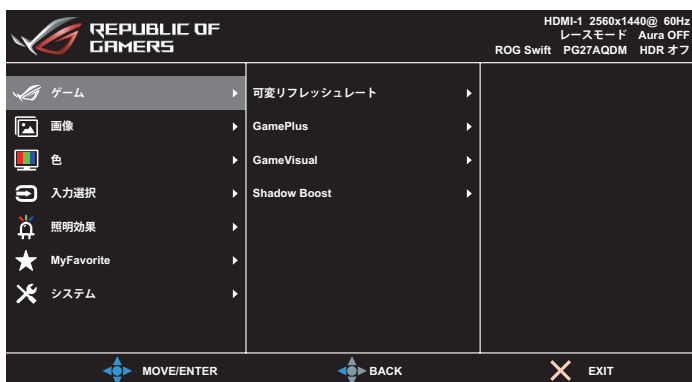 REPUBLIC OF
GAMERS
HDMI-1 2560x1440@ 60Hz
レースモード Aura OFF
ROG Swift PG27AQDM HDR オフ
ゲーム
画像
色
入力選択
照明効果
MyFavorite
システム
可変リフレッシュレート
GamePlus
GameVisual
Shadow Boost
MOVE/ENTER
BACK
EXIT